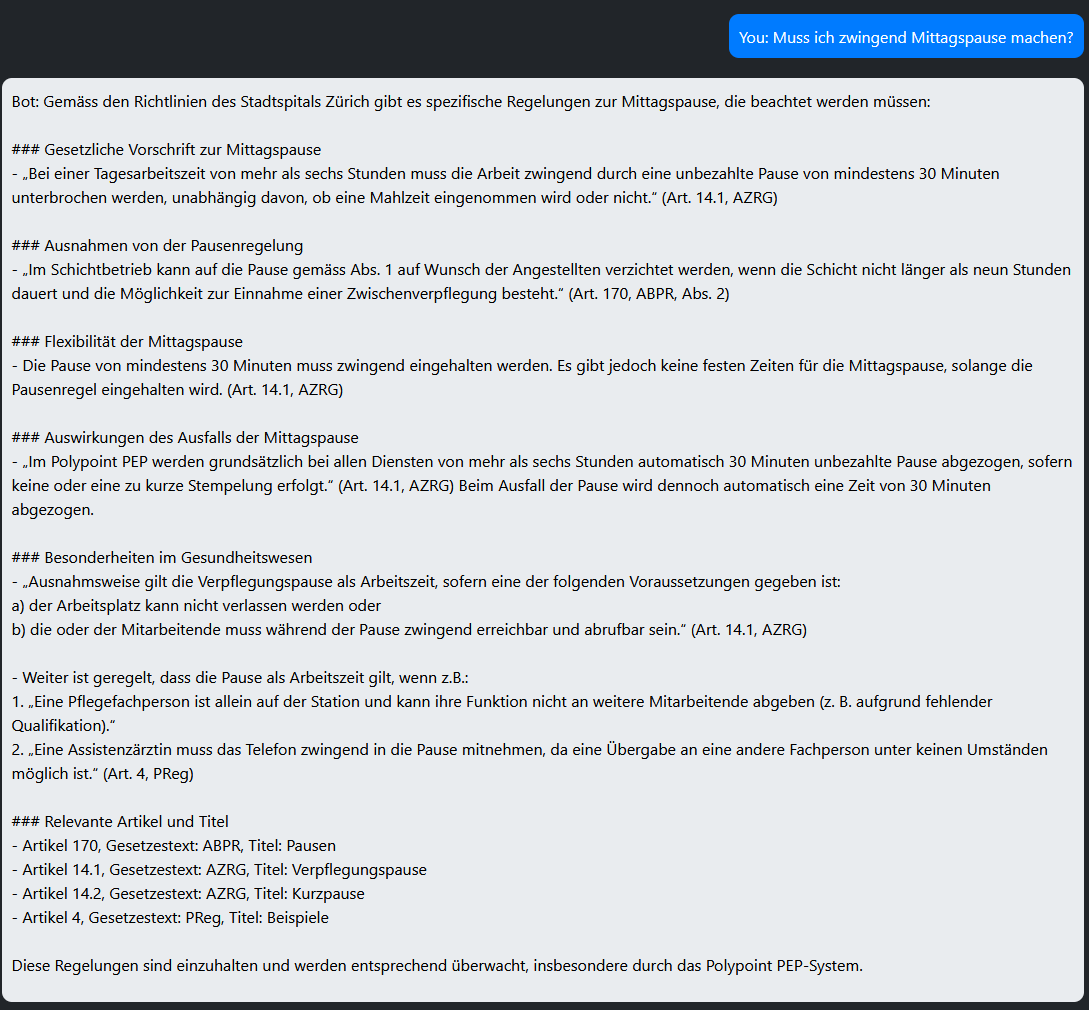 You: Muss ich zwingend Mittagspause machen?
Bot: Gemäss den Richtlinien des Stadtspitals Zürich gibt es spezifische Regelungen zur Mittagspause, die beachtet werden müssen:
### Gesetzliche Vorschrift zur Mittagspause
- „Bei einer Tagesarbeitszeit von mehr als sechs Stunden muss die Arbeit zwingend durch eine unbezahlte Pause von mindestens 30 Minuten
unterbrochen werden, unabhängig davon, ob eine Mahlzeit eingenommen wird oder nicht.“ (Art. 14.1, AZRG)
### Ausnahmen von der Pausenregelung
- „Im Schichtbetrieb kann auf die Pause gemäss Abs. 1 auf Wunsch der Angestellten verzichtet werden, wenn die Schicht nicht länger als neun Stunden
dauert und die Möglichkeit zur Einnahme einer Zwischenverpflegung besteht.“ (Art. 170, ABPR, Abs. 2)
### Flexibilität der Mittagspause
- Die Pause von mindestens 30 Minuten muss zwingend eingehalten werden. Es gibt jedoch keine festen Zeiten für die Mittagspause, solange die
Pausenregel eingehalten wird. (Art. 14.1, AZRG)
### Auswirkungen des Ausfalls der Mittagspause
- „Im Polypoint PEP werden grundsätzlich bei allen Diensten von mehr als sechs Stunden automatisch 30 Minuten unbezahlte Pause abgezogen, sofern
keine oder eine zu kurze Stempelung erfolgt.“ (Art. 14.1, AZRG) Beim Ausfall der Pause wird dennoch automatisch eine Zeit von 30 Minuten
abgezogen.
### Besonderheiten im Gesundheitswesen
- „Ausnahmsweise gilt die Verpflegungspause als Arbeitszeit, sofern eine der folgenden Voraussetzungen gegeben ist:
a) der Arbeitsplatz kann nicht verlassen werden oder
b) die oder der Mitarbeitende muss während der Pause zwingend erreichbar und abrufbar sein.“ (Art. 14.1, AZRG)
- Weiter ist geregelt, dass die Pause als Arbeitszeit gilt, wenn z.B.:
1. „Eine Pflegefachperson ist allein auf der Station und kann ihre Funktion nicht an weitere Mitarbeitende abgeben (z. B. aufgrund fehlender
Qualifikation).“
2. „Eine Assistenzärztin muss das Telefon zwingend in die Pause mitnehmen, da eine Übergabe an eine andere Fachperson unter keinen Umständen
möglich ist.“ (Art. 4, PReg)
### Relevante Artikel und Titel
- Artikel 170, Gesetzestext: ABPR, Titel: Pausen
- Artikel 14.1, Gesetzestext: AZRG, Titel: Verpflegungspause
- Artikel 14.2, Gesetzestext: AZRG, Titel: Kurzpause
- Artikel 4, Gesetzestext: PReg, Titel: Beispiele
Diese Regelungen sind einzuhalten und werden entsprechend überwacht, insbesondere durch das Polypoint PEP-System.